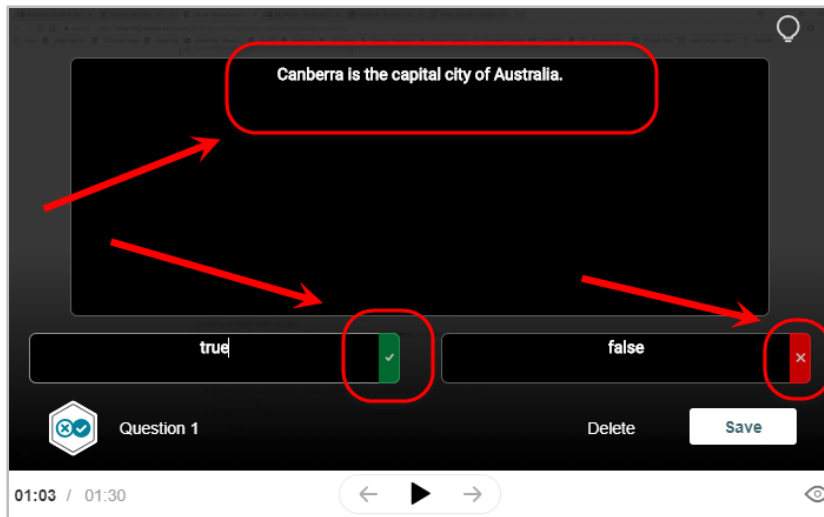 Canberra is the capital city of Australia.
true
false
Question 1
Delete
Save
01:03 / 01:30